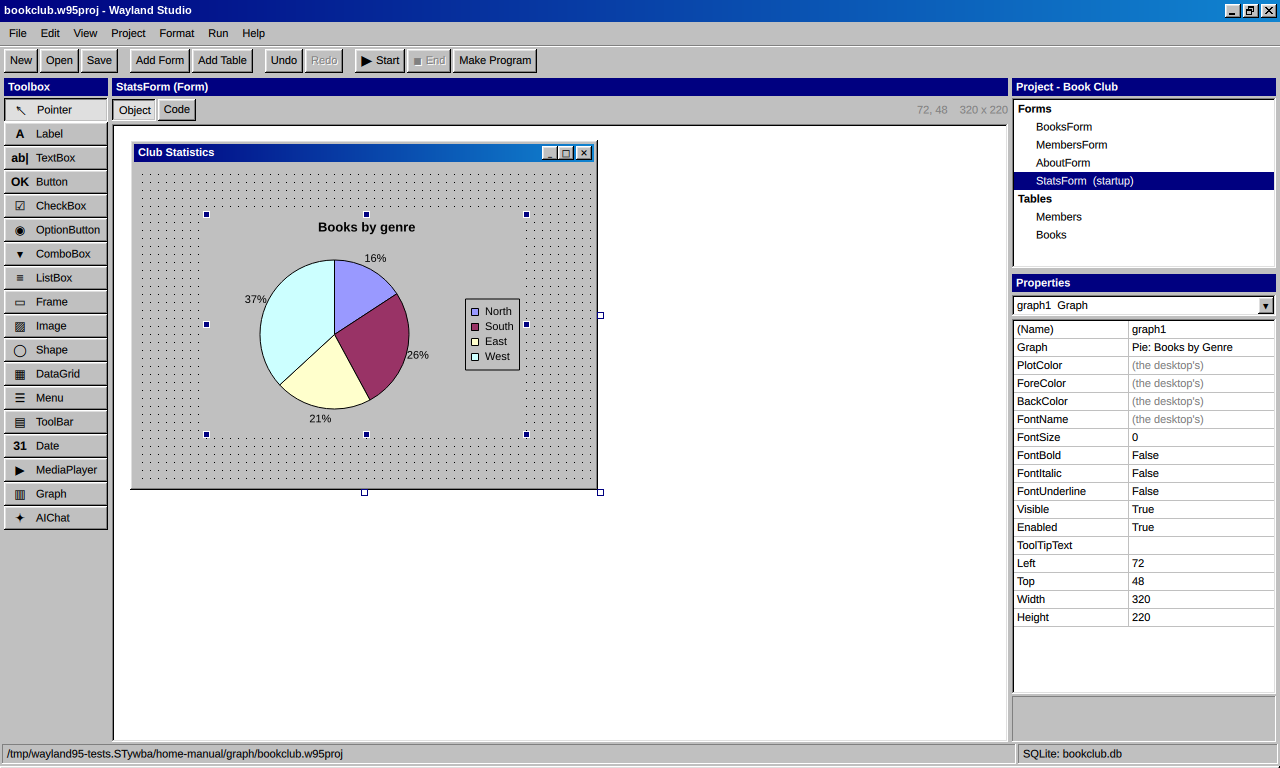 bookclub.w95proj - Wayland Studio
File Edit View Project Format Run Help
New Open Save Add Form Add Table Undo Redo Start End Make Program
Toolbox
Pointer
A Label
ab| TextBox
OK Button
CheckBox
OptionButton
ComboBox
ListBox
Frame
Image
Shape
DataGrid
Menu
ToolBar
31 Date
MediaPlayer
Graph
AIChat
StatsForm (Form)
Object Code 72, 48 320 x 220
Club Statistics
Books by genre
16%
37%
26%
21%
North
South
East
West
Project - Book Club
Forms
BooksForm
MembersForm
AboutForm
StatsForm (startup)
Tables
Members
Books
Properties
graph1 Graph
(Name) graph1
Graph Pie: Books by Genre
PlotColor (the desktop's)
ForeColor (the desktop's)
BackColor (the desktop's)
FontName (the desktop's)
FontSize 0
FontBold False
FontItalic False
FontUnderline False
Visible True
Enabled True
ToolTipText
Left 72
Top 48
Width 320
Height 220
/tmp/wayland95-tests.STywba/home-manual/graph/bookclub.w95proj
SQLite: bookclub.db